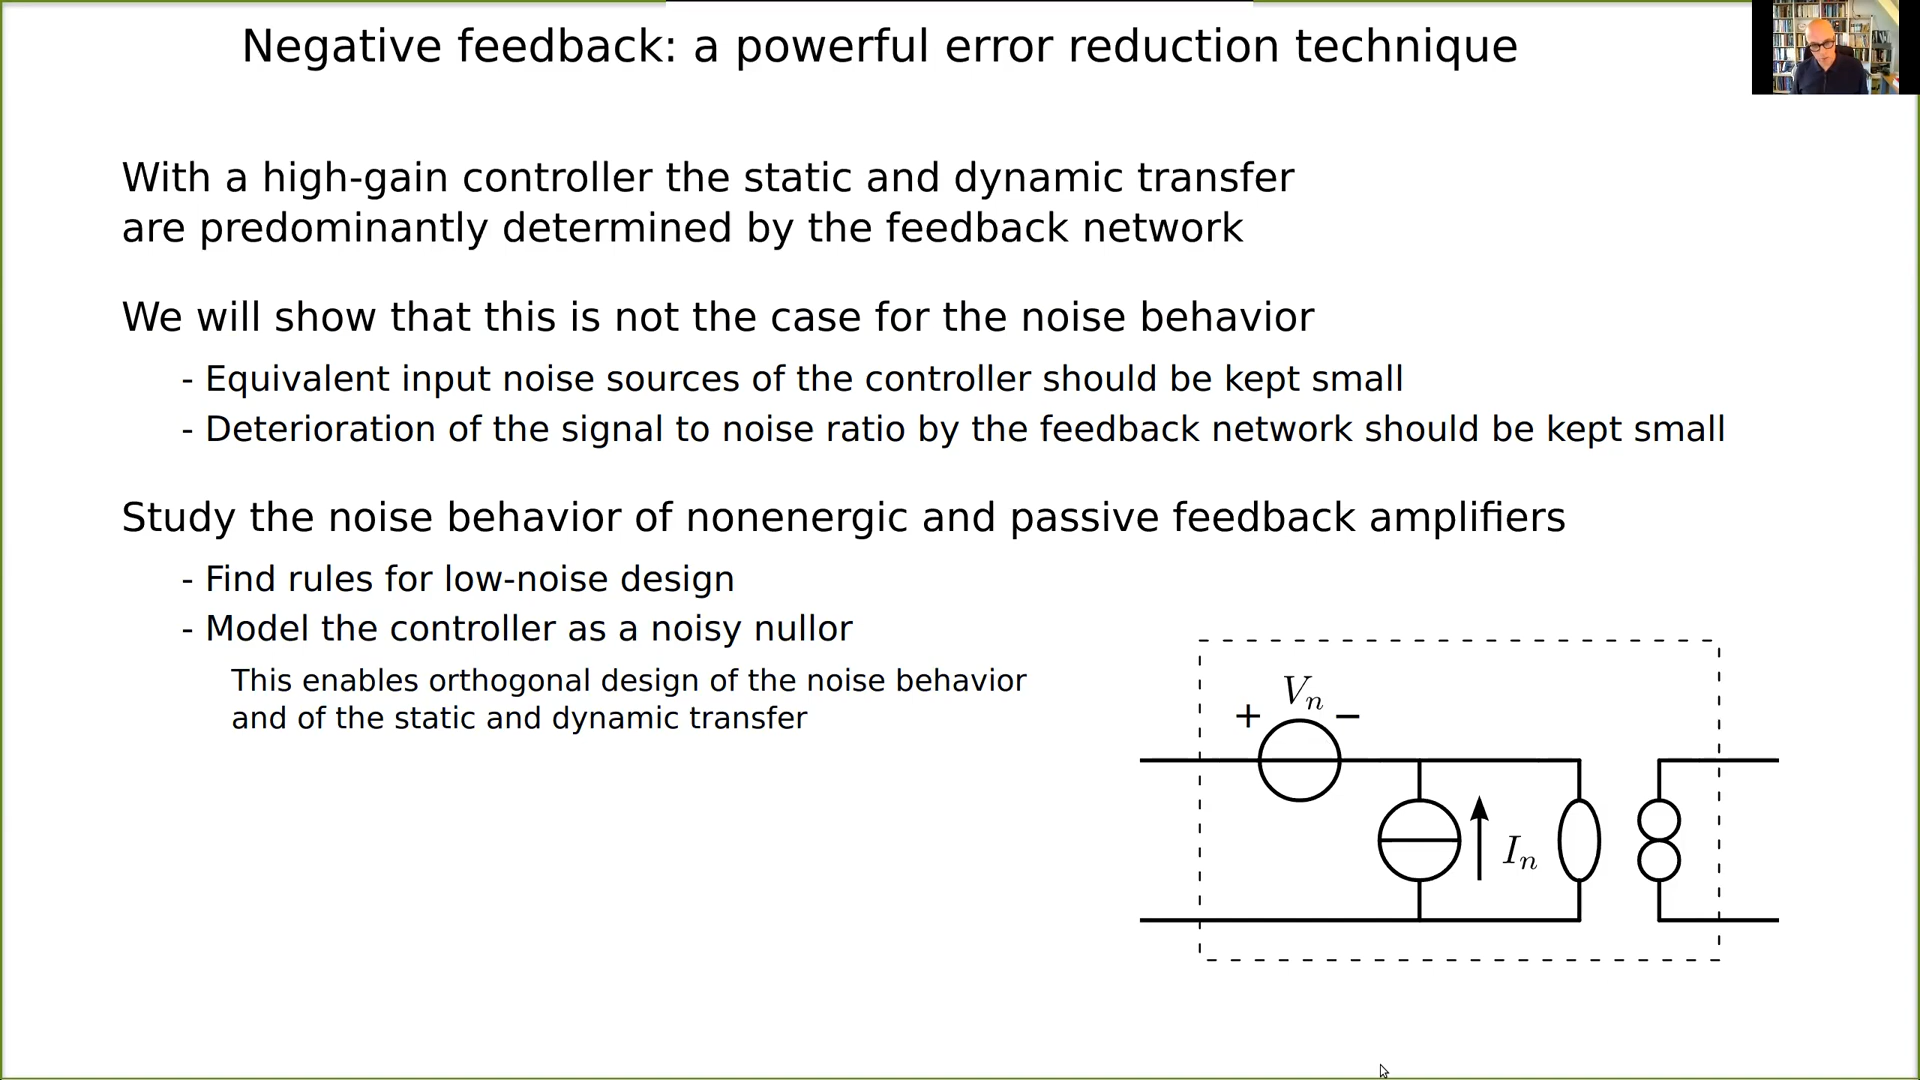 Negative feedback: a powerful error reduction technique
With a high-gain controller the static and dynamic transfer
are predominantly determined by the feedback network
We will show that this is not the case for the noise behavior
- Equivalent input noise sources of the controller should be kept small
- Deterioration of the signal to noise ratio by the feedback network should be kept small
Study the noise behavior of nonenergic and passive feedback amplifiers
- Find rules for low-noise design
- Model the controller as a noisy nullor
This enables orthogonal design of the noise behavior
and of the static and dynamic transfer
Vn
+ −
In